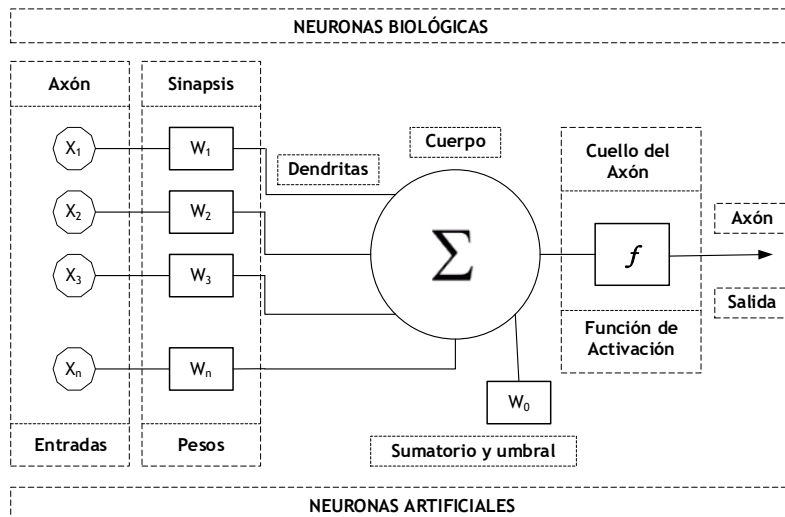 NEURONAS BIOLÓGICAS
Axón
Sinapsis
X₁
W₁
Dendritas
Cuerpo
Cuello del
Axón
X₂
W₂
X₃
W₃
Σ
f
Axón
Salida
Función de
Activación
Xₙ
Wₙ
W₀
Entradas
Pesos
Sumatorio y umbral
NEURONAS ARTIFICIALES